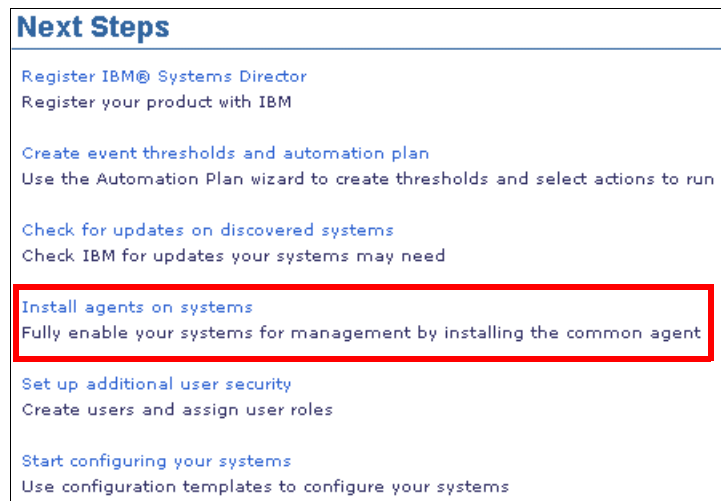 Next Steps
Register IBM® Systems Director
Register your product with IBM
Create event thresholds and automation plan
Use the Automation Plan wizard to create thresholds and select actions to run
Check for updates on discovered systems
Check IBM for updates your systems may need
Install agents on systems
Fully enable your systems for management by installing the common agent
Set up additional user security
Create users and assign user roles
Start configuring your systems
Use configuration templates to configure your systems